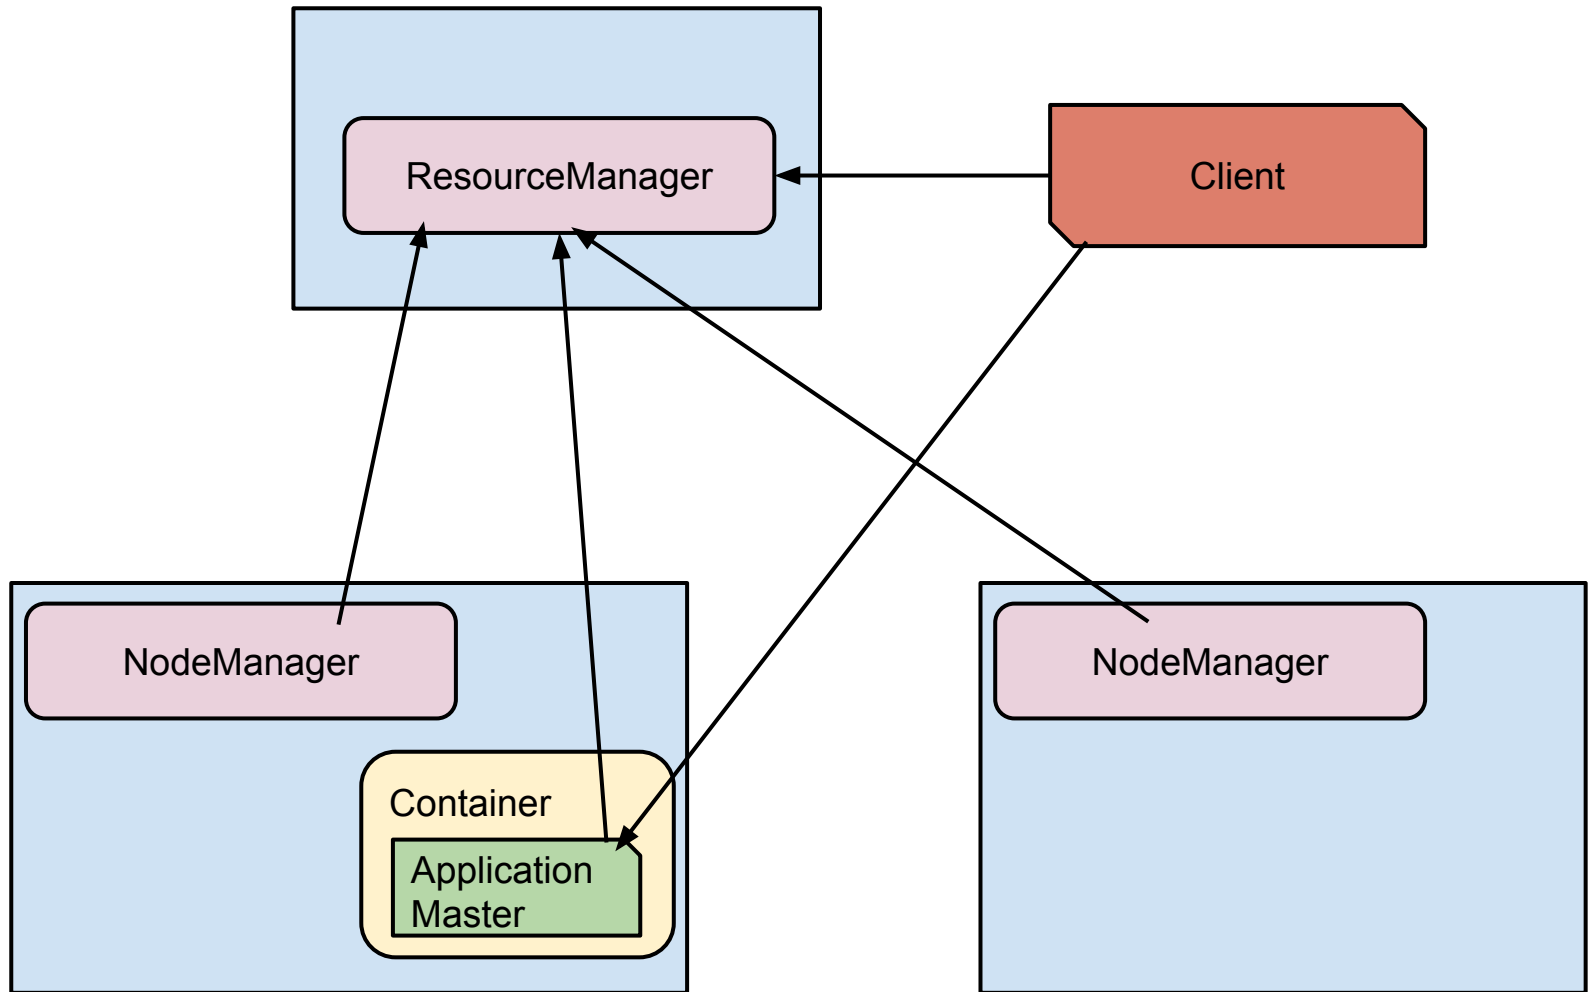 ResourceManager
Client
NodeManager
NodeManager
Container
Application
Master